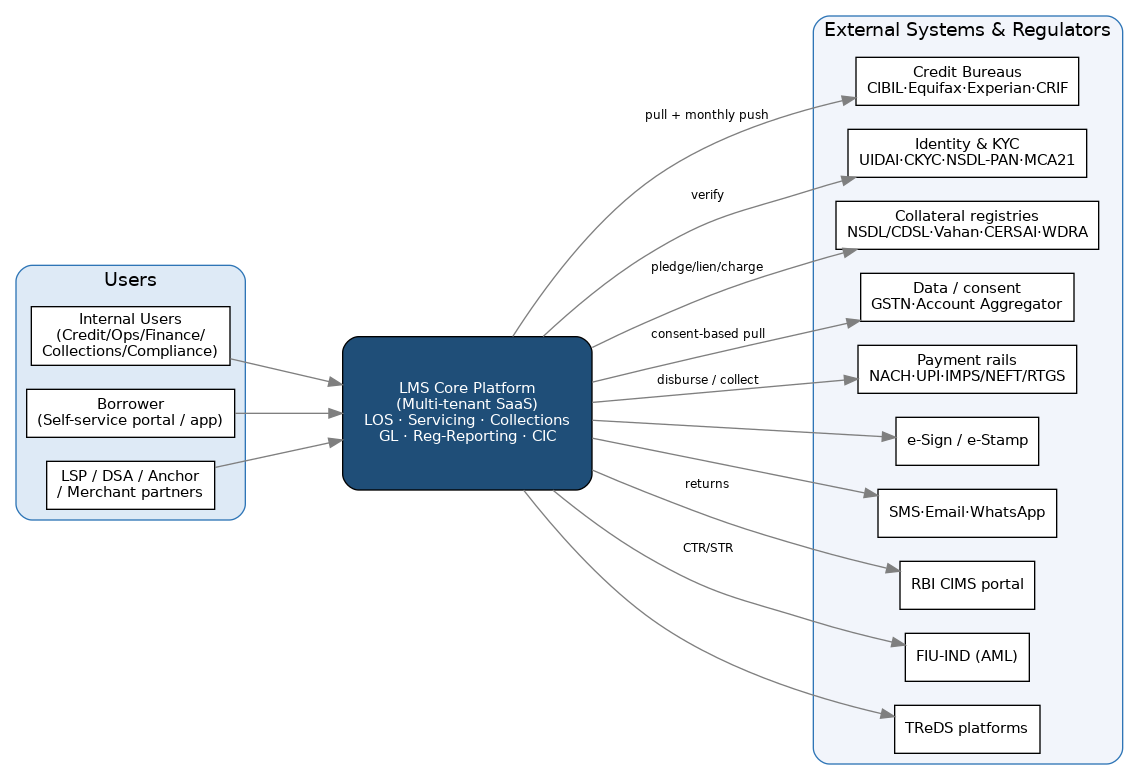 External Systems & Regulators
Credit Bureaus
CIBIL·Equifax·Experian·CRIF
pull + monthly push
Identity & KYC
UIDAI·CKYC·NSDL-PAN·MCA21
verify
Collateral registries
NSDL/CDSL·Vahan·CERSAI·WDRA
pledge/lien/charge
Users
Internal Users
(Credit/Ops/Finance/
Collections/Compliance)
Borrower
(Self-service portal / app)
LSP / DSA / Anchor
/ Merchant partners
LMS Core Platform
(Multi-tenant SaaS)
LOS · Servicing · Collections
GL · Reg-Reporting · CIC
Data / consent
GSTN·Account Aggregator
consent-based pull
Payment rails
NACH·UPI·IMPS/NEFT/RTGS
disburse / collect
e-Sign / e-Stamp
SMS·Email·WhatsApp
returns
RBI CIMS portal
CTR/STR
FIU-IND (AML)
TReDS platforms